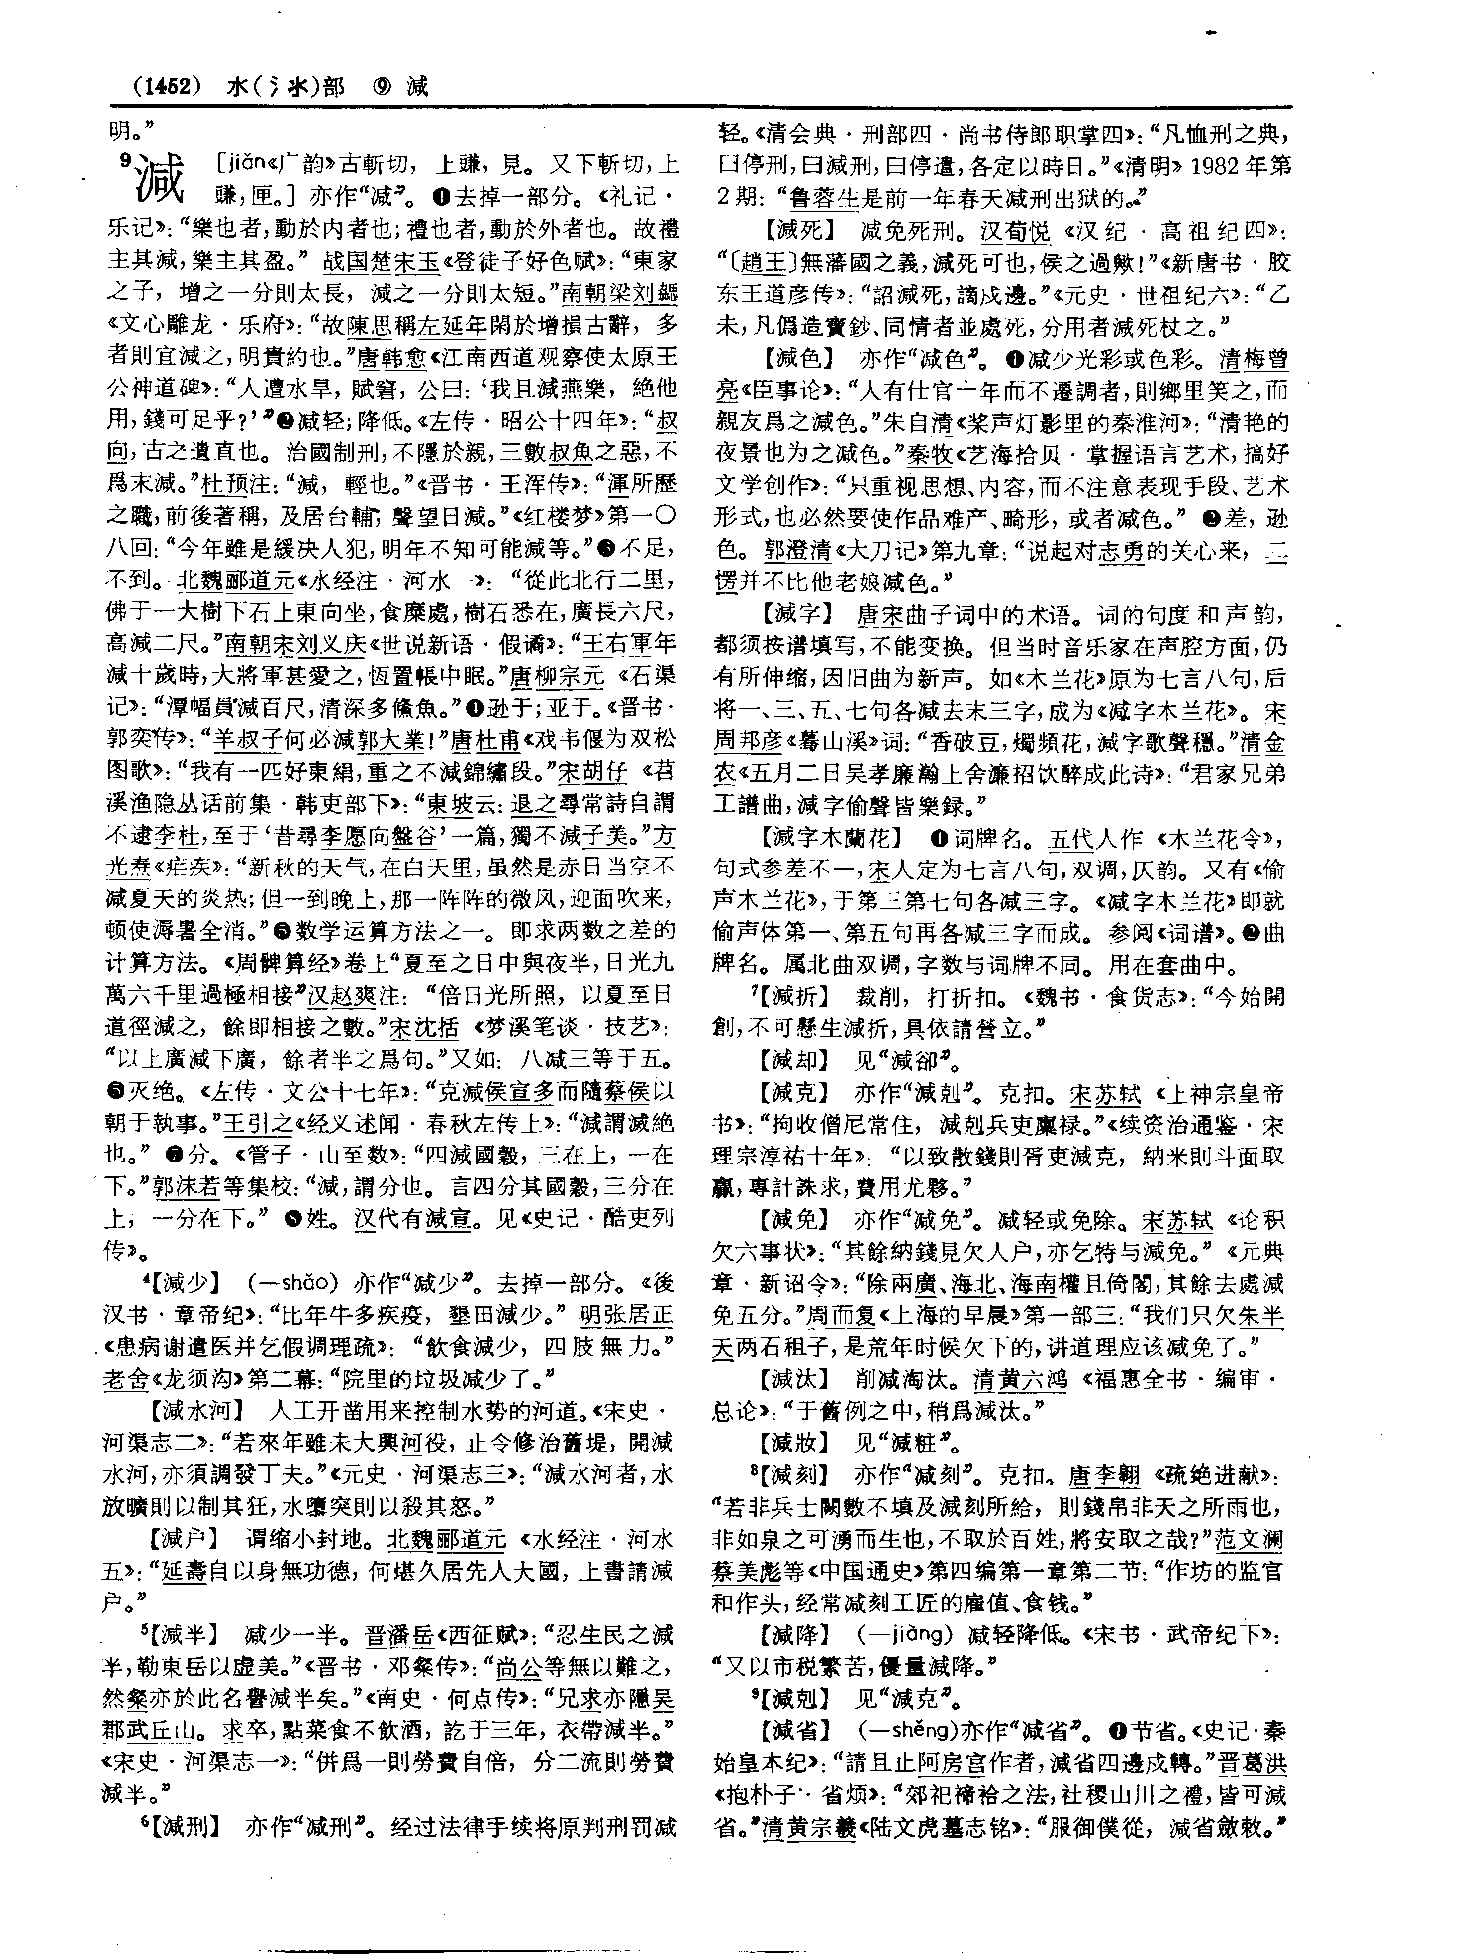 (1452) 水(氵氺)部 ⑨ 減
明。”
9減 [jiǎn《广韵》古斬切，上豏，見。又下斬切，上
豏，匣。] 亦作“减”。❶去掉一部分。《礼记·
乐记》：“樂也者，動於内者也；禮也者，動於外者也。故禮
主其減，樂主其盈。”战国楚宋玉《登徒子好色赋》：“東家
之子，增之一分則太長，減之一分則太短。”南朝梁刘勰
《文心雕龙·乐府》：“故陳思稱左延年閑於增損古辭，多
者則宜減之，明貴約也。”唐韩愈《江南西道观察使太原王
公神道碑》：“人遭水旱，賦窘，公曰：‘我且減燕樂，絶他
用，錢可足乎？’”❷减轻；降低。《左传·昭公十四年》：“叔
向，古之遺直也。治國制刑，不隱於親，三數叔魚之惡，不
爲末減。”杜预注：“減，輕也。”《晋书·王浑传》：“渾所歷
之職，前後著稱，及居台輔，聲望日減。”《红楼梦》第一〇
八回：“今年雖是緩决人犯，明年不知可能減等。”❸不足，
不到。北魏郦道元《水经注·河水一》：“從此北行二里，
佛于一大樹下石上東向坐，食糜處，樹石悉在，廣長六尺，
高減二尺。”南朝宋刘义庆《世说新语·假谲》：“王右軍年
減十歲時，大將軍甚愛之，恆置帳中眠。”唐柳宗元《石渠
记》：“潭幅員減百尺，清深多鯈魚。”❹逊于；亚于。《晋书·
郭奕传》：“羊叔子何必減郭大業！”唐杜甫《戏韦偃为双松
图歌》：“我有一匹好東絹，重之不減錦繡段。”宋胡仔《苕
溪渔隐丛话前集·韩吏部下》：“東坡云：退之尋常詩自謂
不逮李杜，至于‘昔尋李愿向盤谷’一篇，獨不減子美。”方
光焘《疟疾》：“新秋的天气，在白天里，虽然是赤日当空不
减夏天的炎热；但一到晚上，那一阵阵的微风，迎面吹来，
顿使溽暑全消。”❺数学运算方法之一。即求两数之差的
计算方法。《周髀算经》卷上“夏至之日中與夜半，日光九
萬六千里過極相接”汉赵爽注：“倍日光所照，以夏至日
道徑減之，餘即相接之數。”宋沈括《梦溪笔谈·技艺》：
“以上廣減下廣，餘者半之爲句。”又如：八减三等于五。
❻灭绝。《左传·文公十七年》：“克減侯宣多而隨蔡侯以
朝于執事。”王引之《经义述闻·春秋左传上》：“減謂滅絶
也。”❼分。《管子·山至数》：“四減國穀，三在上，一在
下。”郭沫若等集校：“減，謂分也。言四分其國穀，三分在
上，一分在下。”❽姓。汉代有減宣。见《史记·酷吏列
传》。
4【減少】（一shǎo）亦作“减少”。去掉一部分。《後
汉书·章帝纪》：“比年牛多疾疫，墾田減少。”明张居正
《患病谢遣医并乞假调理疏》：“飲食減少，四肢無力。”
老舍《龙须沟》第二幕：“院里的垃圾减少了。”
【減水河】 人工开凿用来控制水势的河道。《宋史·
河渠志二》：“若來年雖未大興河役，止令修治舊堤，開減
水河，亦須調發丁夫。”《元史·河渠志三》：“減水河者，水
放曠則以制其狂，水隳突則以殺其怒。”
【減户】 谓缩小封地。北魏郦道元《水经注·河水
五》：“延壽自以身無功德，何堪久居先人大國，上書請減
户。”
5【減半】 减少一半。晋潘岳《西征赋》：“忍生民之減
半，勒東岳以虚美。”《晋书·邓粲传》：“尚公等無以難之，
然粲亦於此名譽減半矣。”《南史·何点传》：“兄求亦隱吴
郡武丘山。求卒，點菜食不飲酒，訖于三年，衣帶減半。”
《宋史·河渠志一》：“併爲一則勞費自倍，分二流則勞費
減半。”
6【減刑】 亦作“减刑”。经过法律手续将原判刑罚减
轻。《清会典·刑部四·尚书侍郎职掌四》：“凡恤刑之典，
曰停刑，曰減刑，曰停遣，各定以時日。”《清明》1982年第
2期：“鲁蓉生是前一年春天减刑出狱的。”
【減死】 减免死刑。汉荀悦《汉纪·高祖纪四》：
“〔趙王〕無藩國之義，減死可也，侯之過歟！”《新唐书·胶
东王道彦传》：“詔減死，謫戍邊。”《元史·世祖纪六》：“乙
未，凡僞造寶鈔、同情者並處死，分用者減死杖之。”
【減色】 亦作“减色”。❶减少光彩或色彩。清梅曾
亮《臣事论》：“人有仕官十年而不遷調者，則鄉里笑之，而
親友爲之減色。”朱自清《桨声灯影里的秦淮河》：“清艳的
夜景也为之减色。”秦牧《艺海拾贝·掌握语言艺术，搞好
文学创作》：“只重视思想、内容，而不注意表现手段、艺术
形式，也必然要使作品难产、畸形，或者减色。”❷差，逊
色。郭澄清《大刀记》第九章：“说起对志勇的关心来，二
愣并不比他老娘减色。”
【減字】 唐宋曲子词中的术语。词的句度和声韵，
都须按谱填写，不能变换。但当时音乐家在声腔方面，仍
有所伸缩，因旧曲为新声。如《木兰花》原为七言八句，后
将一、三、五、七句各减去末三字，成为《减字木兰花》。宋
周邦彦《蓦山溪》词：“香破豆，燭頻花，減字歌聲穩。”清金
农《五月二日吴孝廉瀚上舍濂招饮醉成此诗》：“君家兄弟
工譜曲，減字偷聲皆樂録。”
【減字木蘭花】 ❶词牌名。五代人作《木兰花令》，
句式参差不一，宋人定为七言八句，双调，仄韵。又有《偷
声木兰花》，于第三第七句各减三字。《减字木兰花》即就
偷声体第一、第五句再各减三字而成。参阅《词谱》。❷曲
牌名。属北曲双调，字数与词牌不同。用在套曲中。
7【減折】 裁削，打折扣。《魏书·食货志》：“今始開
創，不可懸生減折，具依請營立。”
【減却】 见“減郤”。
【減克】 亦作“減剋”。克扣。宋苏轼《上神宗皇帝
书》：“拘收僧尼常住，減剋兵吏廪禄。”《续资治通鉴·宋
理宗淳祐十年》：“以致散錢則胥吏減克，納米則斗面取
贏，專計誅求，費用尤夥。”
【減免】 亦作“减免”。减轻或免除。宋苏轼《论积
欠六事状》：“其餘納錢見欠人户，亦乞特与減免。”《元典
章·新诏令》：“除兩廣、海北、海南權且倚閣，其餘去處減
免五分。”周而复《上海的早晨》第一部三：“我们只欠朱半
天两石租子，是荒年时候欠下的，讲道理应该减免了。”
【減汰】 削减淘汰。清黄六鸿《福惠全书·编审·
总论》：“于舊例之中，稍爲減汰。”
【減妝】 见“減粧”。
8【減刻】 亦作“减刻”。克扣。唐李翱《疏绝进献》：
“若非兵士闕數不填及減刻所給，則錢帛非天之所雨也，
非如泉之可湧而生也，不取於百姓，將安取之哉？”范文澜
蔡美彪等《中国通史》第四编第一章第二节：“作坊的监官
和作头，经常减刻工匠的雇值、食钱。”
【減降】（一jiàng）减轻降低。《宋书·武帝纪下》：
“又以市税繁苦，優量減降。”
9【減剋】 见“減克”。
【減省】（一shěng）亦作“减省”。❶节省。《史记·秦
始皇本纪》：“請且止阿房宫作者，減省四邊戍轉。”晋葛洪
《抱朴子·省烦》：“郊祀禘祫之法，社稷山川之禮，皆可減
省。”清黄宗羲《陆文虎墓志铭》：“服御僕從，減省斂敕。”